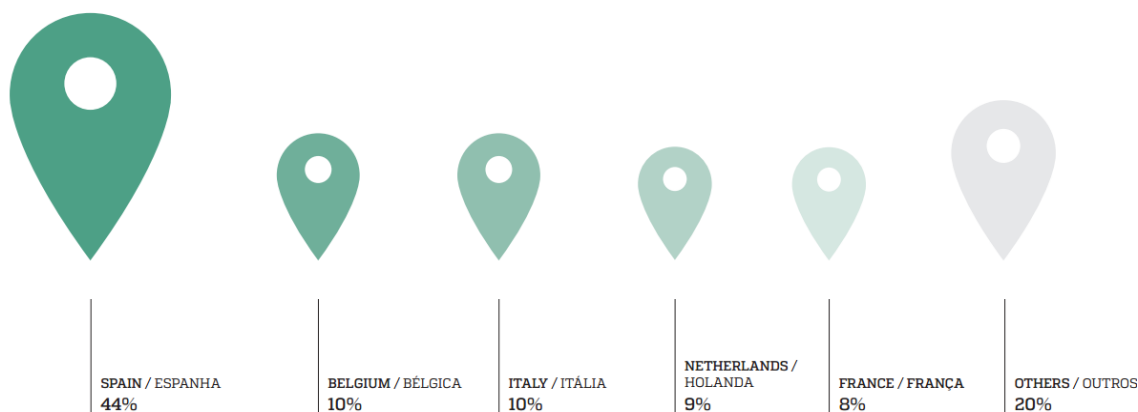 SPAIN / ESPANHA
44%
BELGIUM / BÉLGICA
10%
ITALY / ITÁLIA
10%
NETHERLANDS /
HOLANDA
9%
FRANCE / FRANÇA
8%
OTHERS / OUTROS
20%